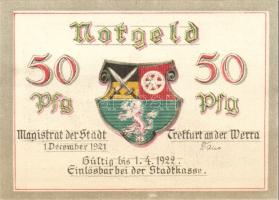 Notgeld
50 50
Pfg Pfg
Magistrat der Stadt Treffurt an der Werra
1. December 1921
Gültig bis 1.4.1922.
Einlösbar bei der Stadtkasse.